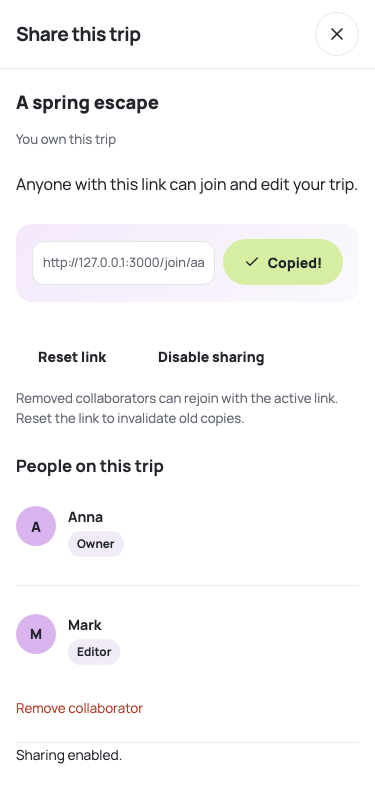 Share this trip
A spring escape
You own this trip
Anyone with this link can join and edit your trip.
http://127.0.0.1:3000/join/aa
Copied!
Reset link
Disable sharing
Removed collaborators can rejoin with the active link.
Reset the link to invalidate old copies.
People on this trip
A
Anna
Owner
M
Mark
Editor
Remove collaborator
Sharing enabled.